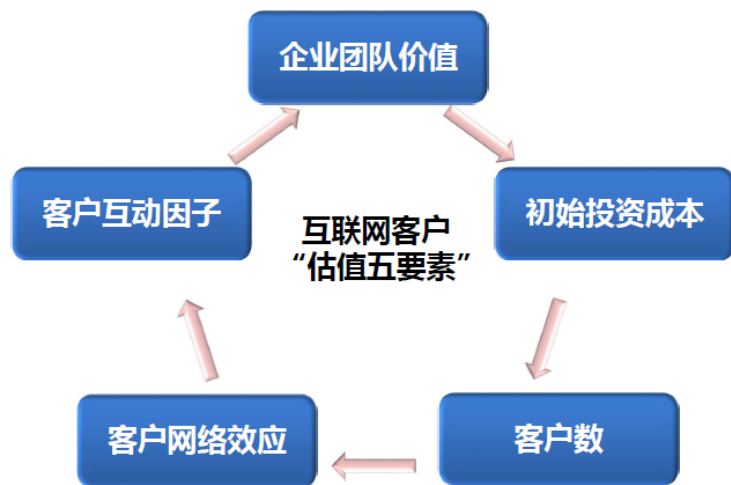 企业团队价值
客户互动因子
初始投资成本
互联网客户
“估值五要素”
客户网络效应
客户数